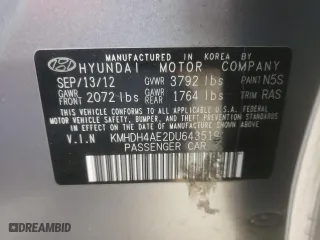 MANUFACTURED IN KOREA BY
HYUNDAI MOTOR COMPANY
SEP/13/12 GVWR 3792 lbs PAINT N5S
GAWR FRONT 2072 lbs GAWR REAR 1764 lbs TRIM RAS
THIS VEHICLE CONFORMS TO ALL APPLICABLE U.S. FEDERAL
MOTOR VEHICLE SAFETY, BUMPER, AND THEFT PREVENTION
STANDARDS IN EFFECT ON THE DATE OF MANUFACTURE SHOWN ABOVE.
V.I.N KMHDH4AE2DU643519
PASSENGER CAR